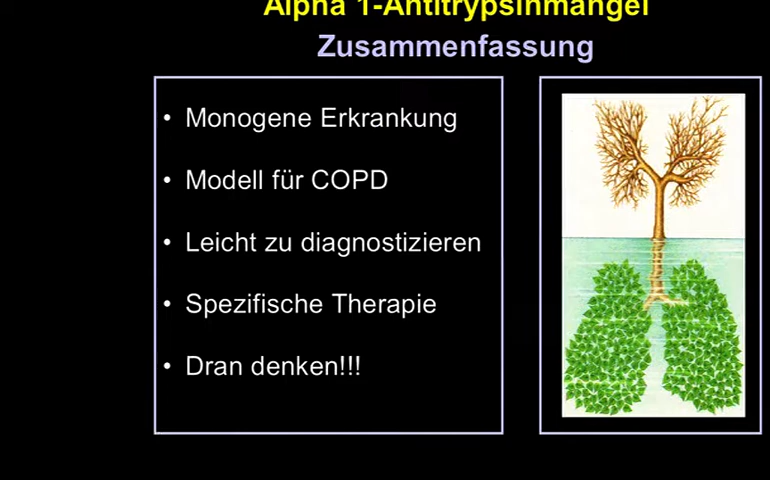 Alpha 1-Antitrypsinmangel
Zusammenfassung
• Monogene Erkrankung
• Modell für COPD
• Leicht zu diagnostizieren
• Spezifische Therapie
• Dran denken!!!